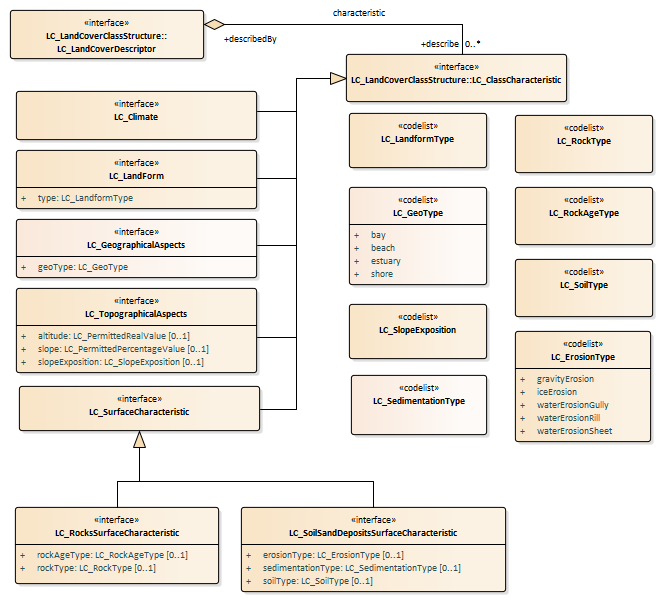 «interface»
LC_LandCoverClassStructure::
LC_LandCoverDescriptor
characteristic
+describedBy
+describe 0..*
«interface»
LC_LandCoverClassStructure::LC_ClassCharacteristic
«interface»
LC_Climate
«interface»
LC_LandForm
+ type: LC_LandformType
«interface»
LC_GeographicalAspects
+ geoType: LC_GeoType
«interface»
LC_TopographicalAspects
+ altitude: LC_PermittedRealValue [0..1]
+ slope: LC_PermittedPercentageValue [0..1]
+ slopeExposition: LC_SlopeExposition [0..1]
«interface»
LC_SurfaceCharacteristic
«codelist»
LC_LandformType
«codelist»
LC_GeoType
+ bay
+ beach
+ estuary
+ shore
«codelist»
LC_SlopeExposition
«codelist»
LC_SedimentationType
«codelist»
LC_RockType
«codelist»
LC_RockAgeType
«codelist»
LC_SoilType
«codelist»
LC_ErosionType
+ gravityErosion
+ iceErosion
+ waterErosionGully
+ waterErosionRill
+ waterErosionSheet
«interface»
LC_RocksSurfaceCharacteristic
+ rockAgeType: LC_RockAgeType [0..1]
+ rockType: LC_RockType [0..1]
«interface»
LC_SoilSandDepositsSurfaceCharacteristic
+ erosionType: LC_ErosionType [0..1]
+ sedimentationType: LC_SedimentationType [0..1]
+ soilType: LC_SoilType [0..1]